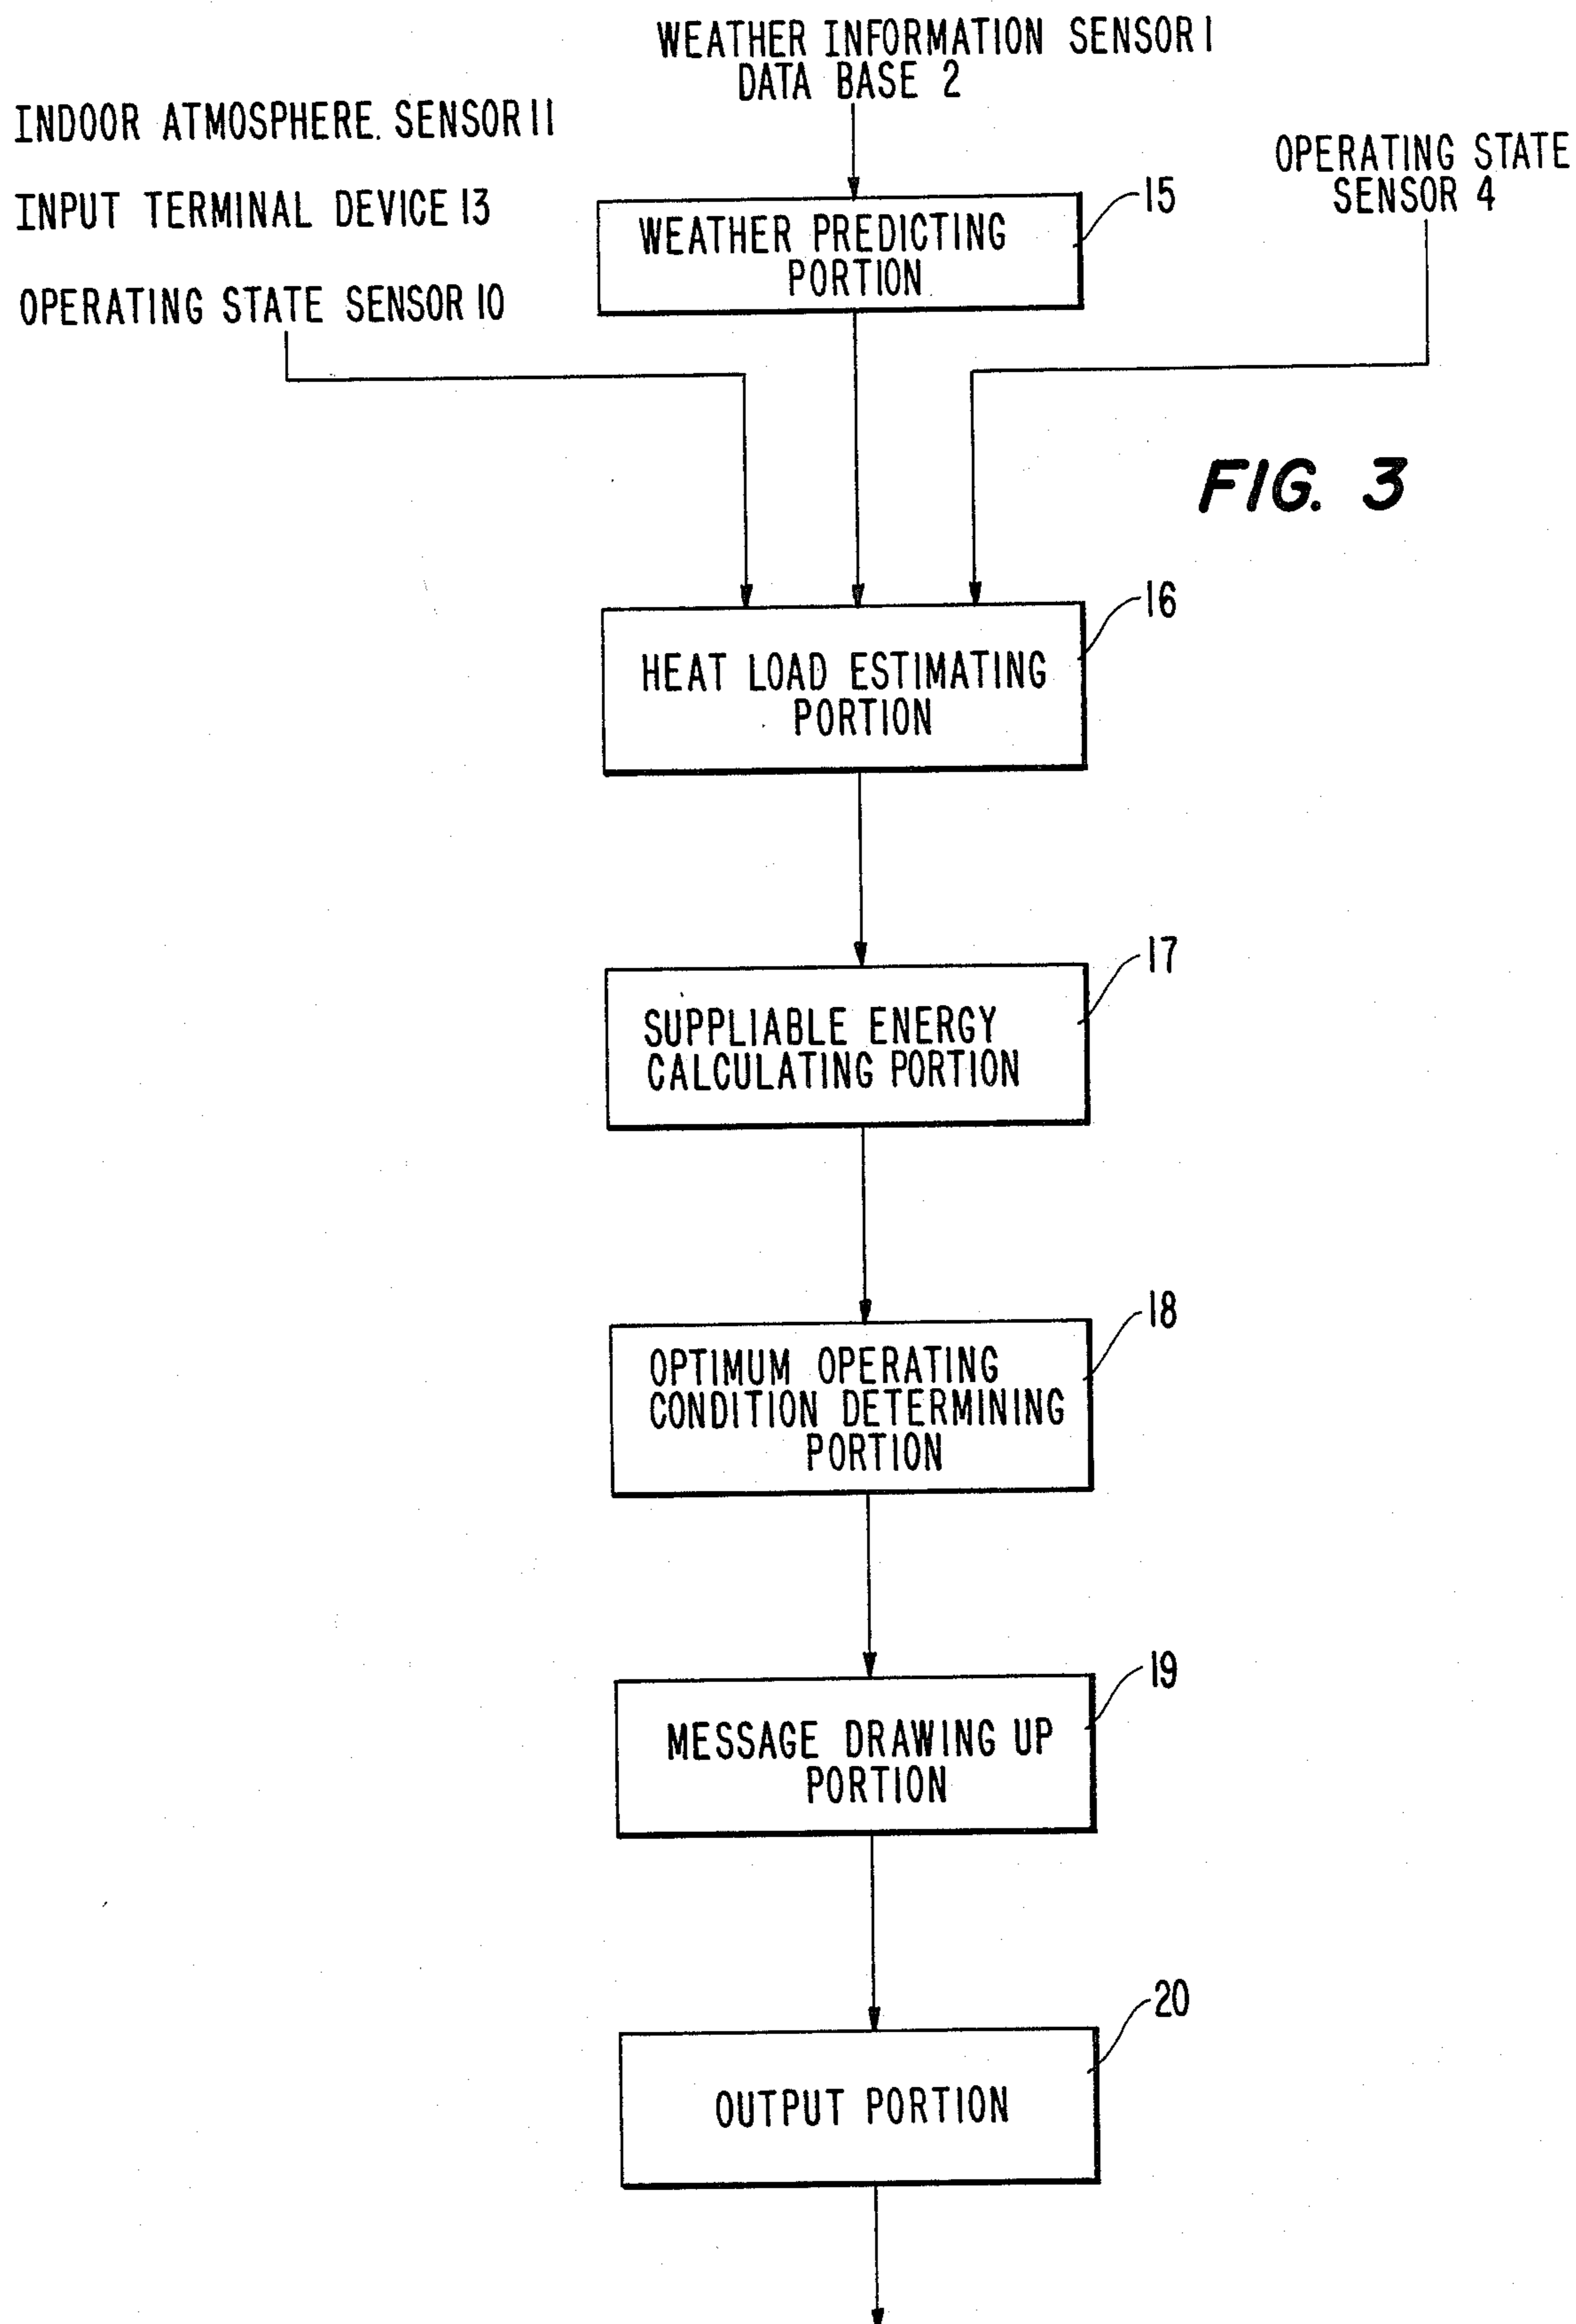 WEATHER INFORMATION SENSOR 1
DATA BASE 2
INDOOR ATMOSPHERE. SENSOR 11
OPERATING STATE
SENSOR 4
INPUT TERMINAL DEVICE 13
15
WEATHER PREDICTING
PORTION
OPERATING STATE SENSOR 10
FIG. 3
16
HEAT LOAD ESTIMATING
PORTION
17
SUPPLIABLE ENERGY
CALCULATING PORTION
18
OPTIMUM OPERATING
CONDITION DETERMINING
PORTION
19
MESSAGE DRAWING UP
PORTION
20
OUTPUT PORTION